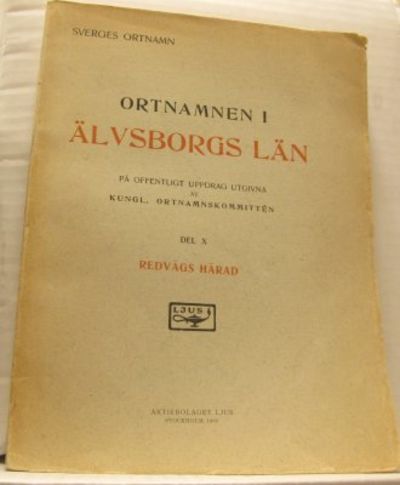 SVERGES ORTNAMN
ORTNAMNEN I
ÄLVSBORGS LÄN
PÅ OFFENTLIGT UPPDRAG UTGIVNA
AV
KUNGL. ORTNAMNSKOMMITTÉN
DEL X
REDVÄGS HÄRAD
LJUS
AKTIEBOLAGET LJUS
STOCKHOLM